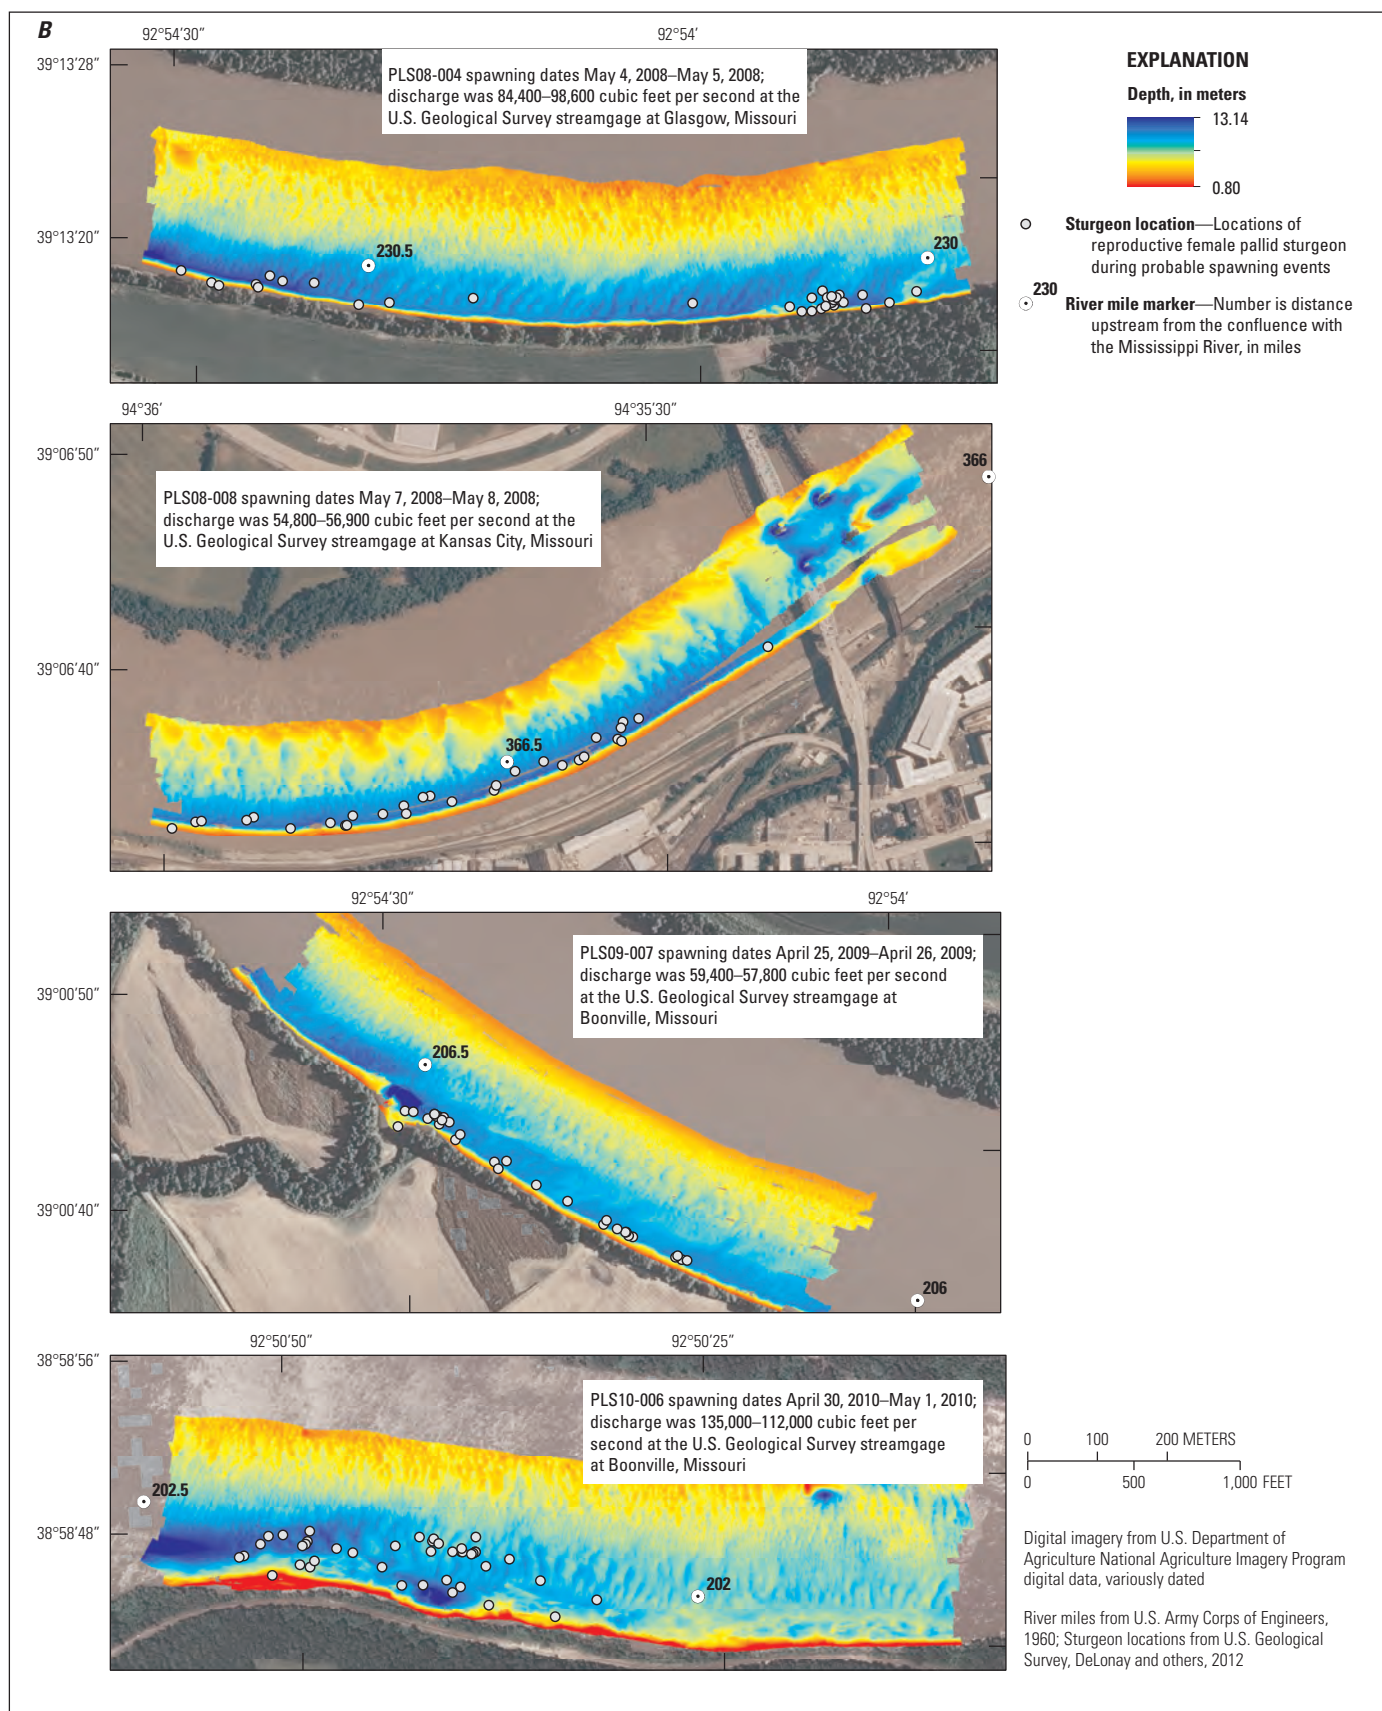 B
92°54′30″ 92°54′
39°13′28″
PLS08-004 spawning dates May 4, 2008–May 5, 2008;
discharge was 84,400–98,600 cubic feet per second at the
U.S. Geological Survey streamgage at Glasgow, Missouri
39°13′20″
230.5
230
94°36′ 94°35′30″
39°06′50″
366
PLS08-008 spawning dates May 7, 2008–May 8, 2008;
discharge was 54,800–56,900 cubic feet per second at the
U.S. Geological Survey streamgage at Kansas City, Missouri
39°06′40″
366.5
92°54′30″ 92°54′
PLS09-007 spawning dates April 25, 2009–April 26, 2009;
discharge was 59,400–57,800 cubic feet per second
at the U.S. Geological Survey streamgage at
Boonville, Missouri
39°00′50″
206.5
39°00′40″
206
92°50′50″ 92°50′25″
38°58′56″
PLS10-006 spawning dates April 30, 2010–May 1, 2010;
discharge was 135,000–112,000 cubic feet per
second at the U.S. Geological Survey streamgage
at Boonville, Missouri
202.5
38°58′48″
202
EXPLANATION
Depth, in meters
13.14
0.80
Sturgeon location—Locations of
reproductive female pallid sturgeon
during probable spawning events
230
River mile marker—Number is distance
upstream from the confluence with
the Mississippi River, in miles
0 100 200 METERS
0 500 1,000 FEET
Digital imagery from U.S. Department of
Agriculture National Agriculture Imagery Program
digital data, variously dated
River miles from U.S. Army Corps of Engineers,
1960; Sturgeon locations from U.S. Geological
Survey, DeLonay and others, 2012